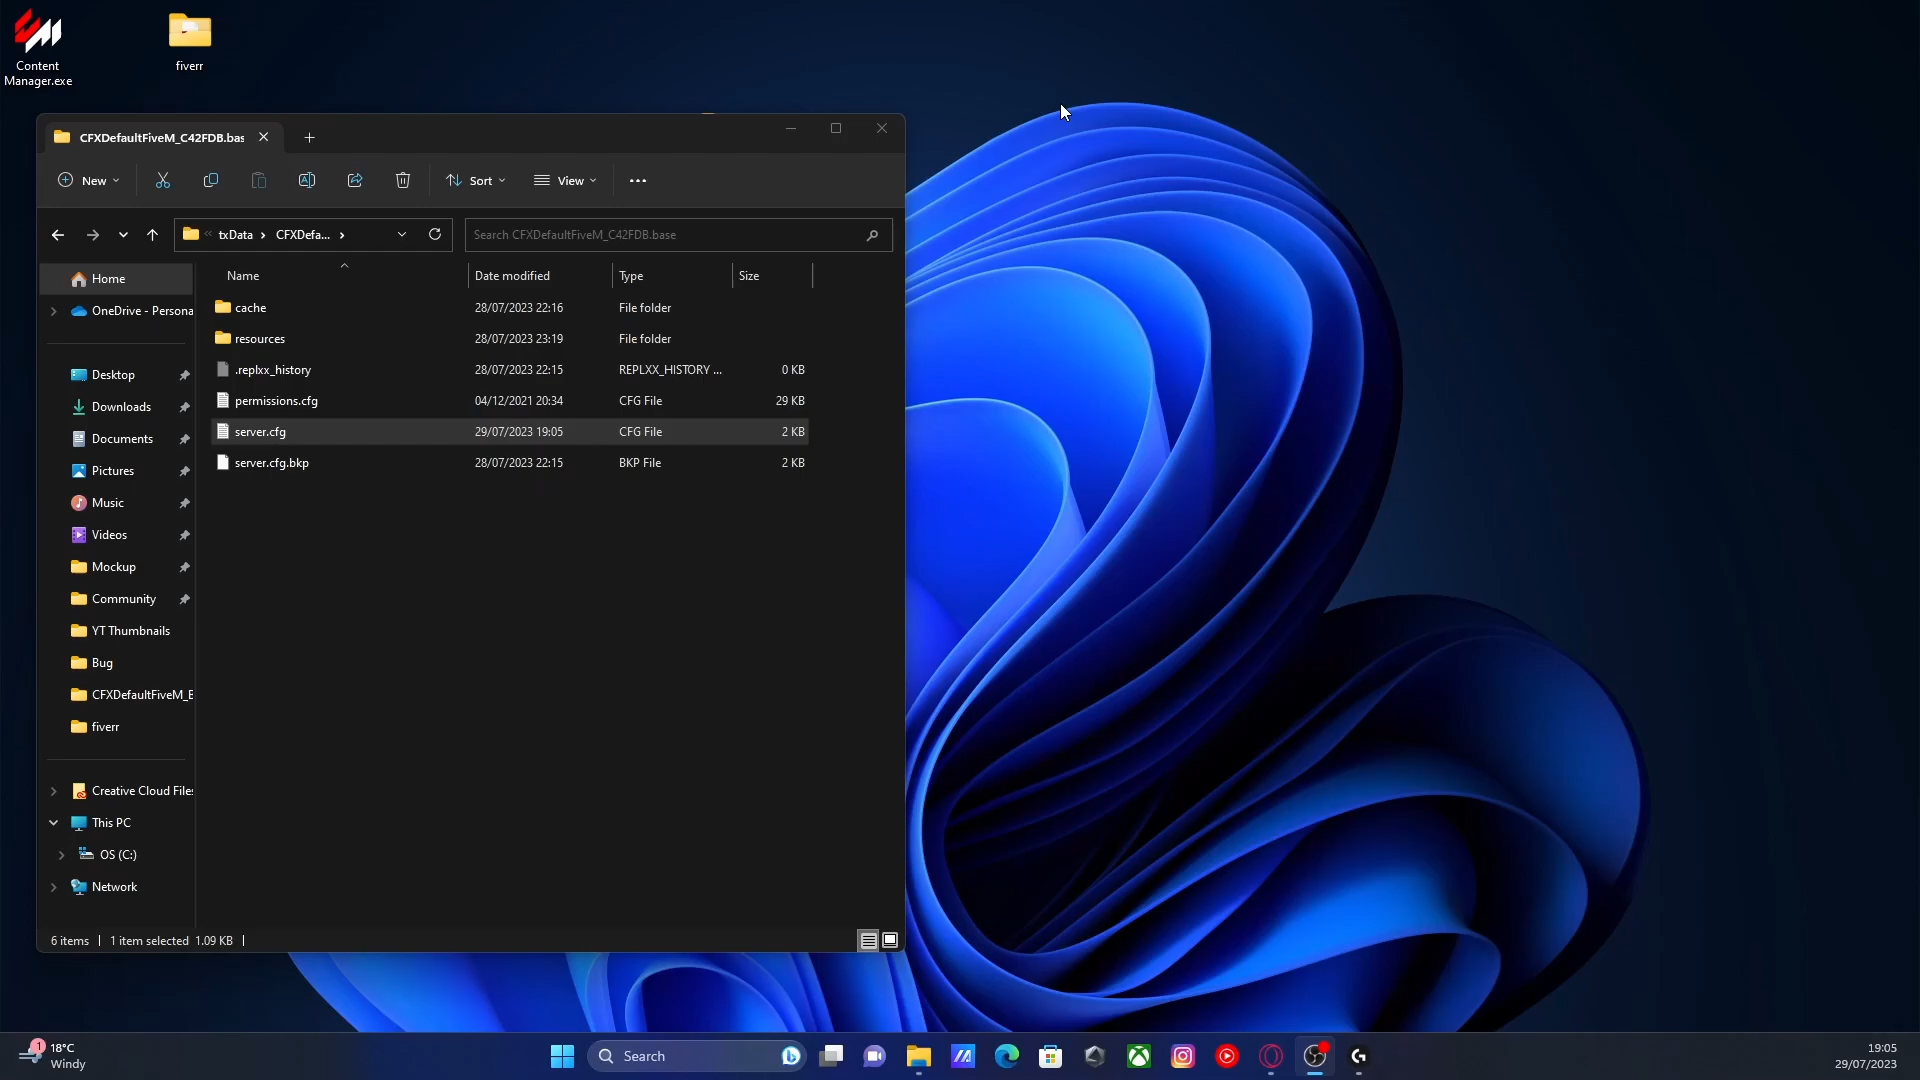 Content
Manager.exe
fiverr
CFXDefaultFiveM_C42FDB.bas
New
Sort
View
txData
CFXDefa...
Search CFXDefaultFiveM_C42FDB.base
Name
Date modified
Type
Size
cache
28/07/2023 22:16
File folder
resources
28/07/2023 23:19
File folder
.replxx_history
28/07/2023 22:15
REPLXX_HISTORY ...
0 KB
permissions.cfg
04/12/2021 20:34
CFG File
29 KB
server.cfg
29/07/2023 19:05
CFG File
2 KB
server.cfg.bkp
28/07/2023 22:15
BKP File
2 KB
Home
OneDrive - Persona
Desktop
Downloads
Documents
Pictures
Music
Videos
Mockup
Community
YT Thumbnails
Bug
CFXDefaultFiveM_E
fiverr
Creative Cloud Files
This PC
OS (C:)
Network
6 items
1 item selected 1.09 KB
1
18°C
Windy
Search
19:05
29/07/2023